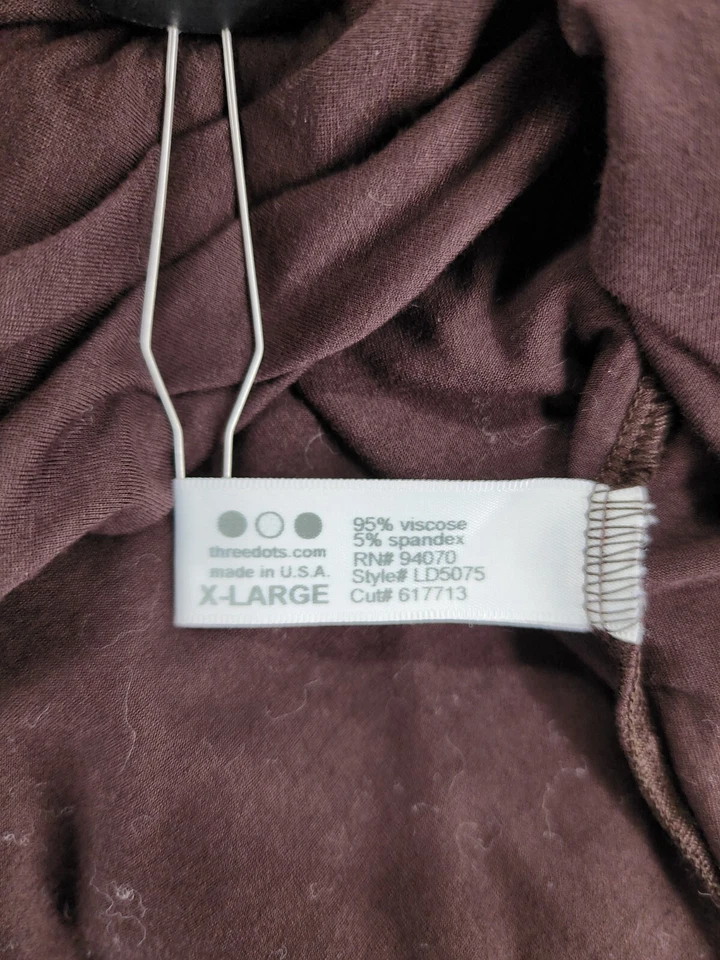 threedots.com
made in U.S.A.
X-LARGE
95% viscose
5% spandex
RN# 94070
Style# LD5075
Cut# 617713